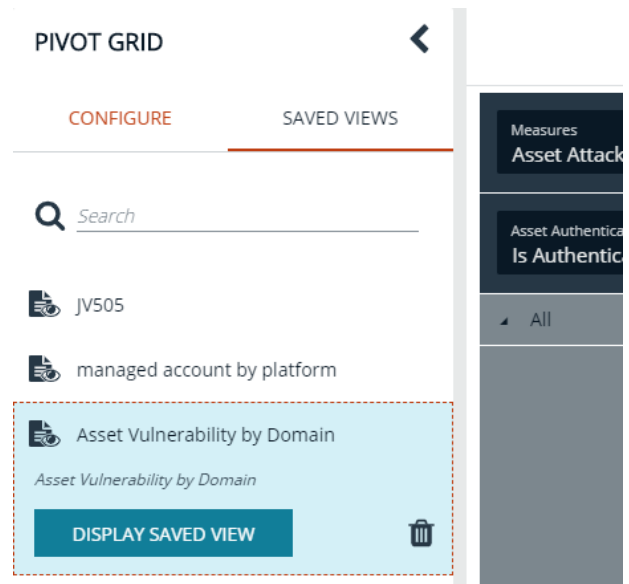 PIVOT GRID
CONFIGURE
SAVED VIEWS
Search
JV505
managed account by platform
Asset Vulnerability by Domain
Asset Vulnerability by Domain
DISPLAY SAVED VIEW
Measures
Asset Attack
Asset Authentica
Is Authentica
All